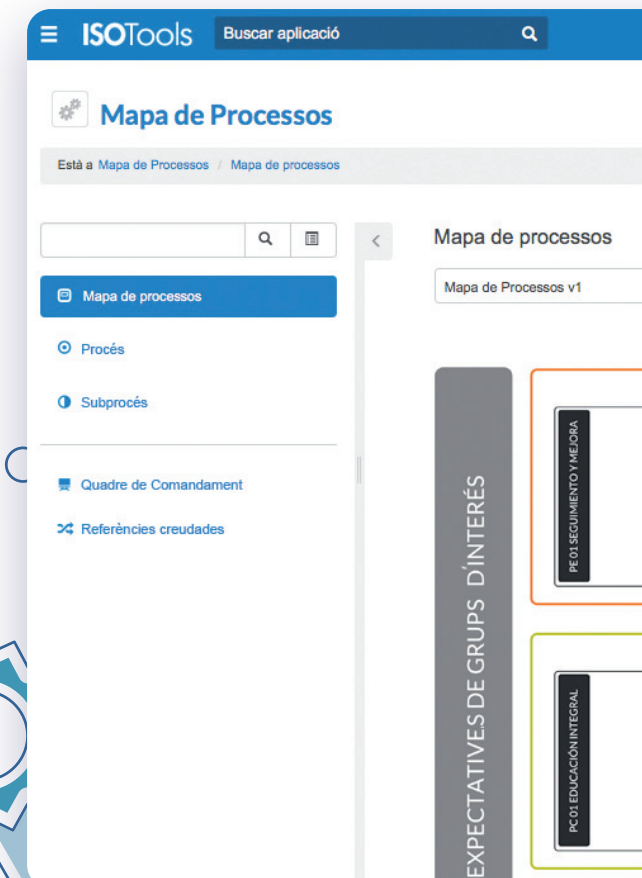 ISOTools
Buscar aplicació
Mapa de Processos
Està a Mapa de Processos / Mapa de processos
Mapa de processos
Procés
Subprocés
Quadre de Comandament
Referències creudades
Mapa de processos
Mapa de Processos v1
EXPECTATIVES DE GRUPS D'INTERÉS
PE 01 SEGUIMIENTO Y MEJORA
PC 01 EDUCACIÓN INTEGRAL